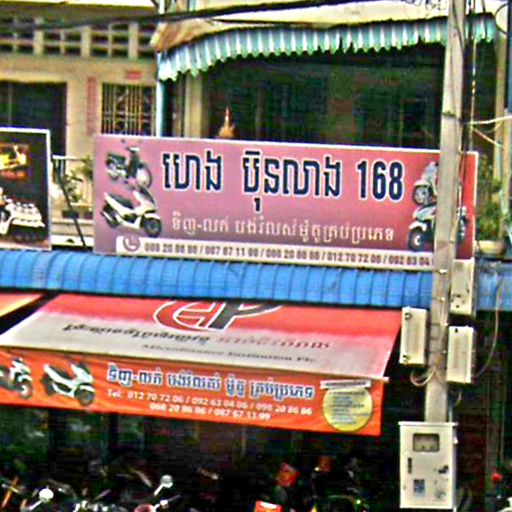 ហេង ប៊ុនលាង 168
ទិញ-លក់ បង់រំលស់ម៉ូតូគ្រប់ប្រភេទ
068 20 86 86 / 087 67 11 99 / 098 20 86 86 / 012 70 72 06 / 092 63 04
Microfinance Institution Plc.
ទិញ-លក់ បង់រំលស់ ម៉ូតូ គ្រប់ប្រភេទ
Tel: 012 70 72 06 / 092 63 04 06 / 098 20 86 86
068 20 86 86 / 087 67 11 99